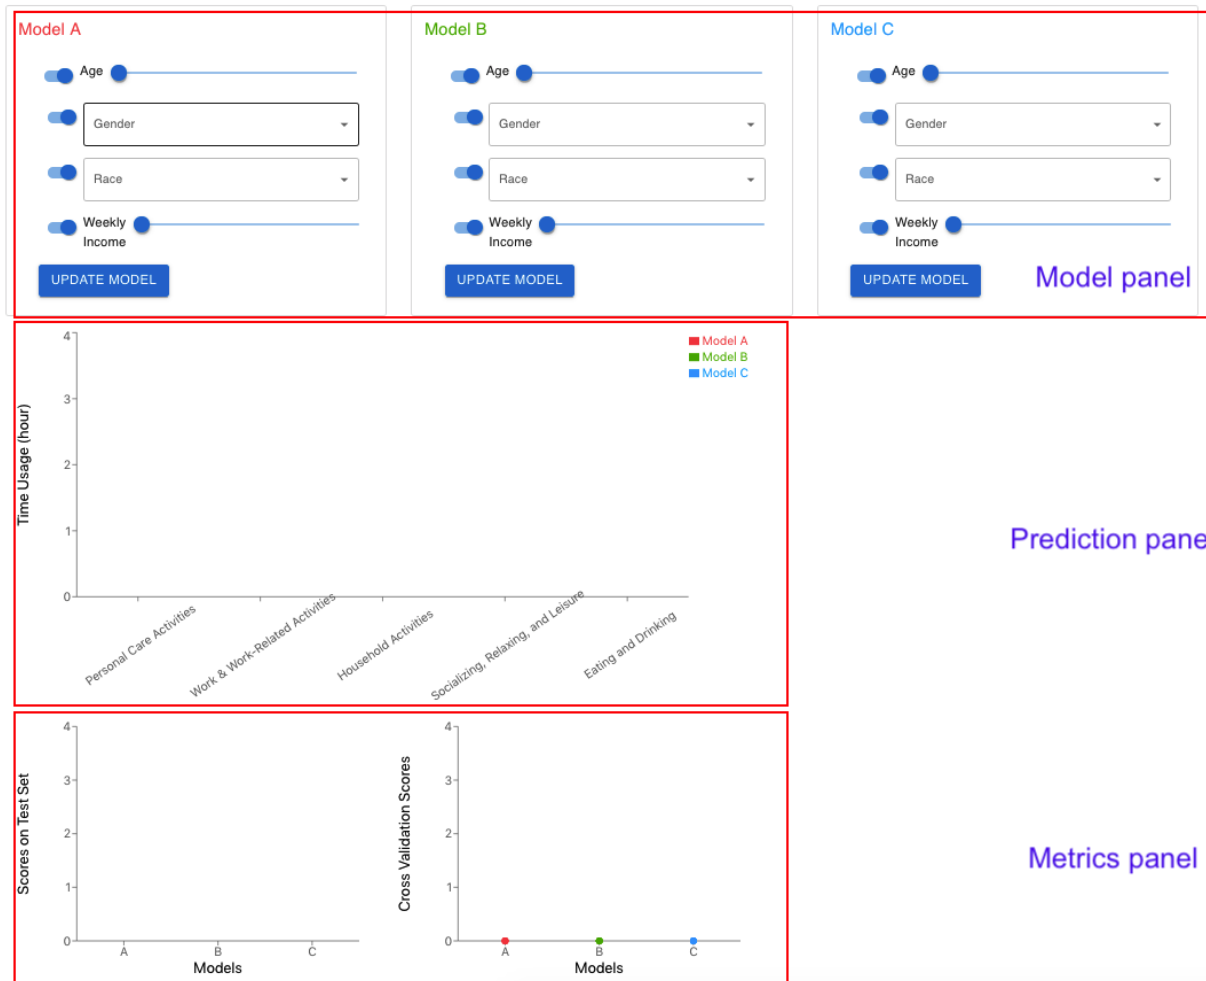 Model A
Age
Gender
Race
Weekly
Income
UPDATE MODEL
Model B
Age
Gender
Race
Weekly
Income
UPDATE MODEL
Model C
Age
Gender
Race
Weekly
Income
UPDATE MODEL
Model panel
Model A
Model B
Model C
Time Usage (hour)
4
3
2
1
0
Personal Care Activities
Work & Work-Related Activities
Household Activities
Socializing, Relaxing, and Leisure
Eating and Drinking
Prediction pane
Scores on Test Set
4
3
2
1
0
A
B
C
Models
Cross Validation Scores
4
3
2
1
0
A
B
C
Models
Metrics panel